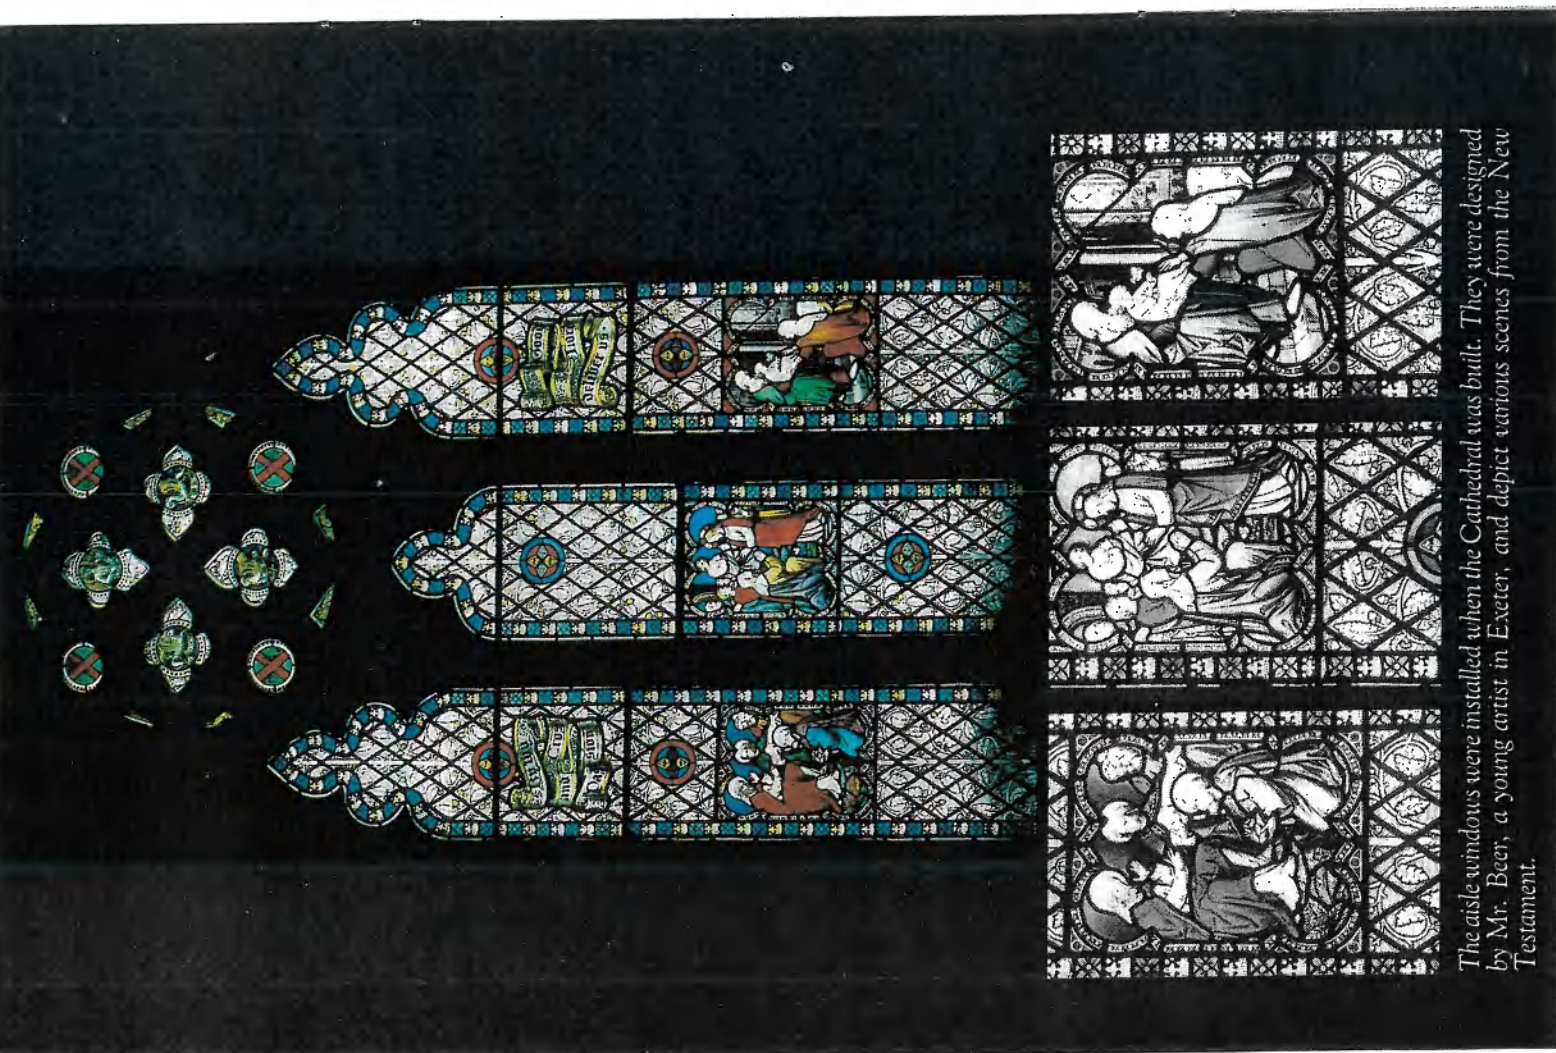 The aisle windows were installed when the Cathedral was built. They were designed
by Mr. Beer, a young artist in Exeter, and depict various scenes from the New
Testament.